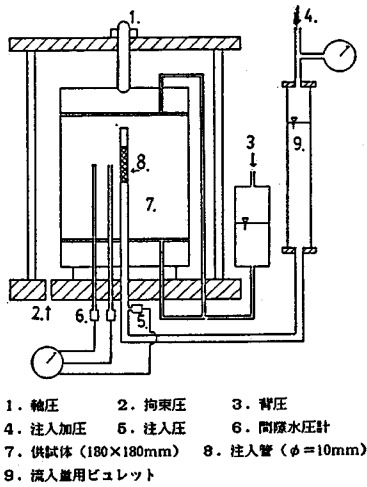 1.
4.
3
9.
8.
7.
2.
6.
5.
1．軸圧　2．拘束圧　3．背圧
4．注入加圧　5．注入圧　6．間隙水圧計
7．供試体（180×180mm）　8．注入管（φ＝10mm）
9．流入量用ビュレット